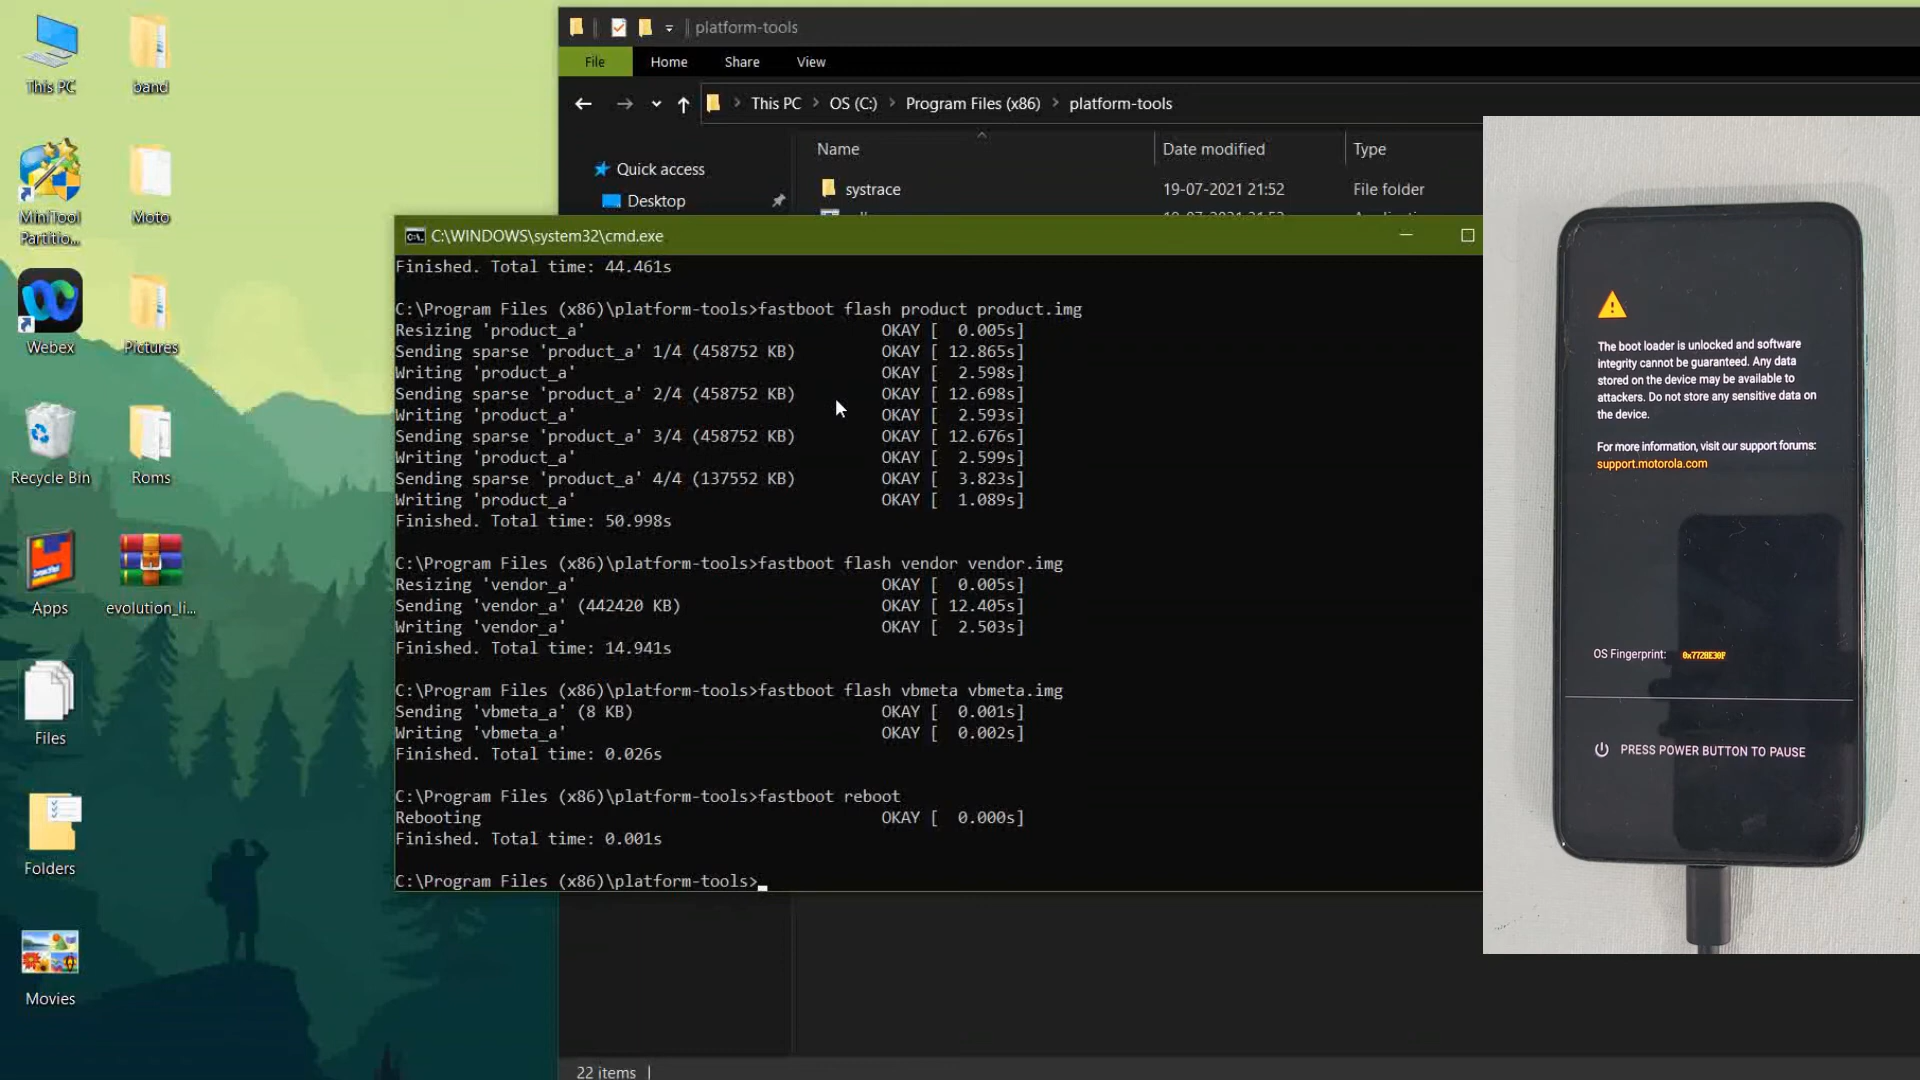 This PC
band
MiniTool
Partitio...
Moto
Webex
Pictures
Recycle Bin
Roms
Apps
evolution_li...
Files
Folders
Movies
platform-tools
File
Home
Share
View
This PC > OS (C:) > Program Files (x86) > platform-tools
Name
Date modified
Type
Quick access
Desktop
systrace
19-07-2021 21:52
File folder
C:\WINDOWS\system32\cmd.exe
Finished. Total time: 44.461s
C:\Program Files (x86)\platform-tools>fastboot flash product product.img
Resizing 'product_a' OKAY [ 0.005s]
Sending sparse 'product_a' 1/4 (458752 KB) OKAY [ 12.865s]
Writing 'product_a' OKAY [ 2.598s]
Sending sparse 'product_a' 2/4 (458752 KB) OKAY [ 12.698s]
Writing 'product_a' OKAY [ 2.593s]
Sending sparse 'product_a' 3/4 (458752 KB) OKAY [ 12.676s]
Writing 'product_a' OKAY [ 2.599s]
Sending sparse 'product_a' 4/4 (137552 KB) OKAY [ 3.823s]
Writing 'product_a' OKAY [ 1.089s]
Finished. Total time: 50.998s
C:\Program Files (x86)\platform-tools>fastboot flash vendor vendor.img
Resizing 'vendor_a' OKAY [ 0.005s]
Sending 'vendor_a' (442420 KB) OKAY [ 12.405s]
Writing 'vendor_a' OKAY [ 2.503s]
Finished. Total time: 14.941s
C:\Program Files (x86)\platform-tools>fastboot flash vbmeta vbmeta.img
Sending 'vbmeta_a' (8 KB) OKAY [ 0.001s]
Writing 'vbmeta_a' OKAY [ 0.002s]
Finished. Total time: 0.026s
C:\Program Files (x86)\platform-tools>fastboot reboot
Rebooting OKAY [ 0.000s]
Finished. Total time: 0.001s
C:\Program Files (x86)\platform-tools>
22 items
The boot loader is unlocked and software
integrity cannot be guaranteed. Any data
stored on the device may be available to
attackers. Do not store any sensitive data on
the device.
For more information, visit our support forums:
support.motorola.com
OS Fingerprint:
PRESS POWER BUTTON TO PAUSE